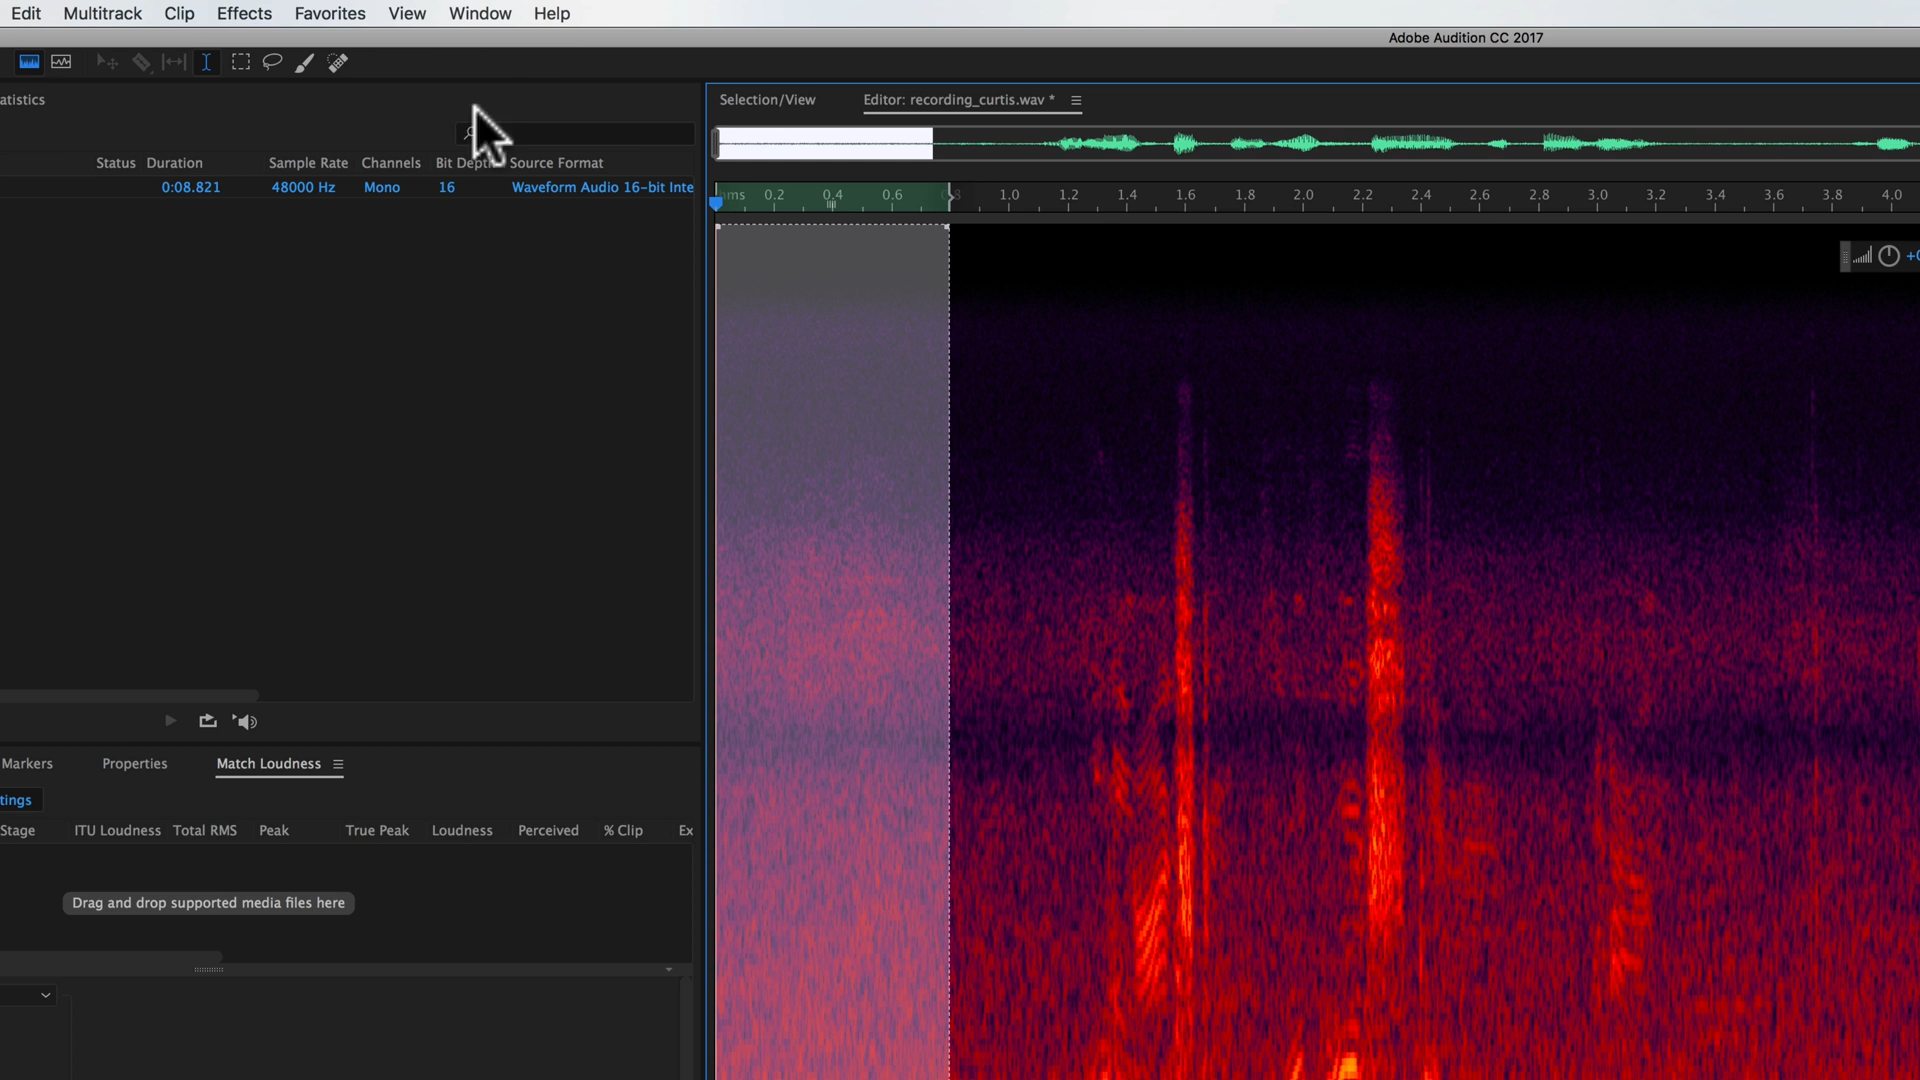 Edit Multitrack Clip Effects Favorites View Window Help
Adobe Audition CC 2017
atistics
Selection/View Editor: recording_curtis.wav *
Status Duration Sample Rate Channels Bit Depth Source Format
0:08.821 48000 Hz Mono 16 Waveform Audio 16-bit Inte
ms 0.2 0.4 0.6 8 1.0 1.2 1.4 1.6 1.8 2.0 2.2 2.4 2.6 2.8 3.0 3.2 3.4 3.6 3.8 4.0
+0
Markers Properties Match Loudness
tings
Stage ITU Loudness Total RMS Peak True Peak Loudness Perceived % Clip Ex
Drag and drop supported media files here